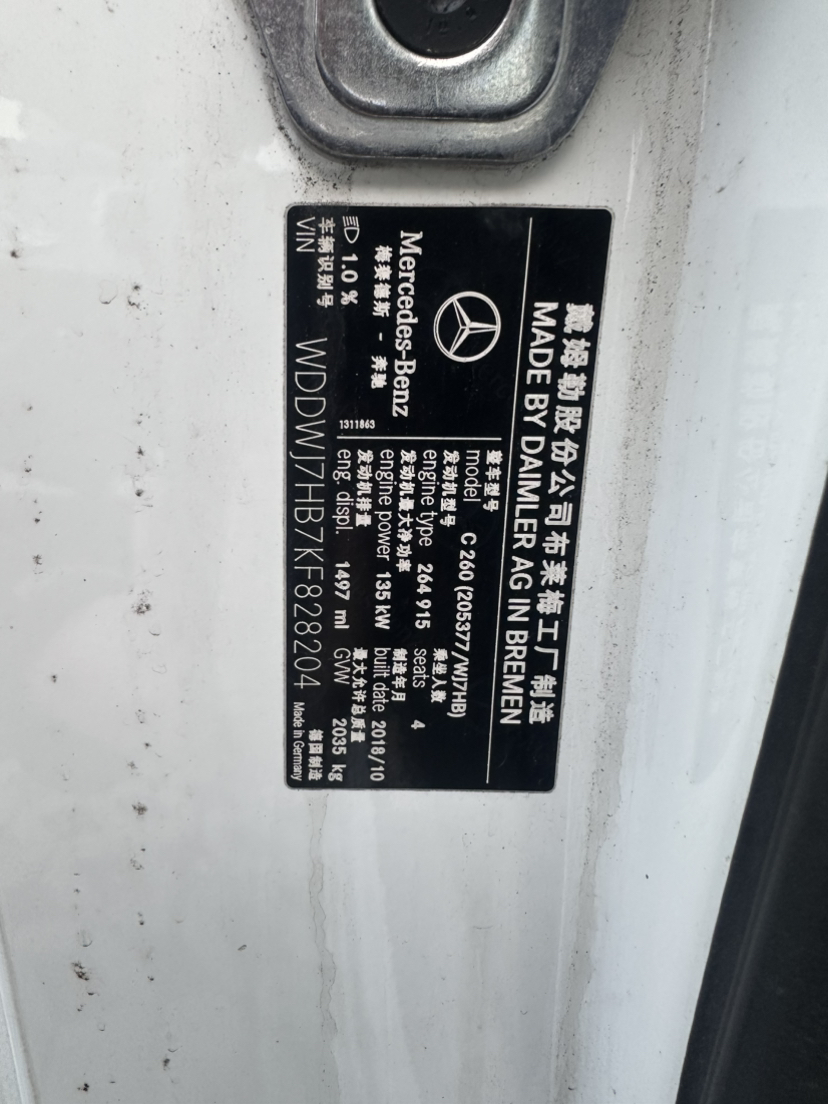 戴姆勒股份公司布莱梅工厂制造
MADE BY DAIMLER AG IN BREMEN
Mercedes-Benz
梅赛德斯 - 奔驰
1.0 %
1311863
整车型号
model C 260 (205377/WJ7HB)
发动机型号 乘坐人数
engine type 264 915 seats 4
发动机最大净功率 制造年月
engine power 135 kW built date 2018/10
发动机排量 最大允许总质量
eng. displ. 1497 ml GVW 2035 kg
车辆识别号 德国制造
VIN WDDWJ7HB7KF828204 Made in Germany